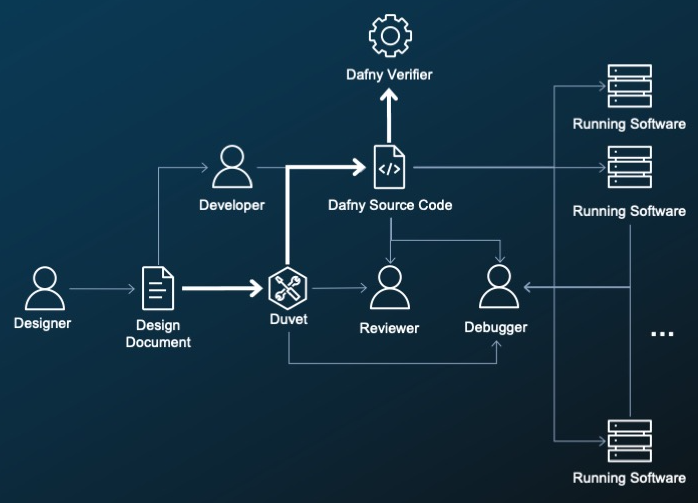 Dafny Verifier
Running Software
Developer
Dafny Source Code
Running Software
Designer
Design
Document
Duvet
Reviewer
Debugger
...
Running Software
</>